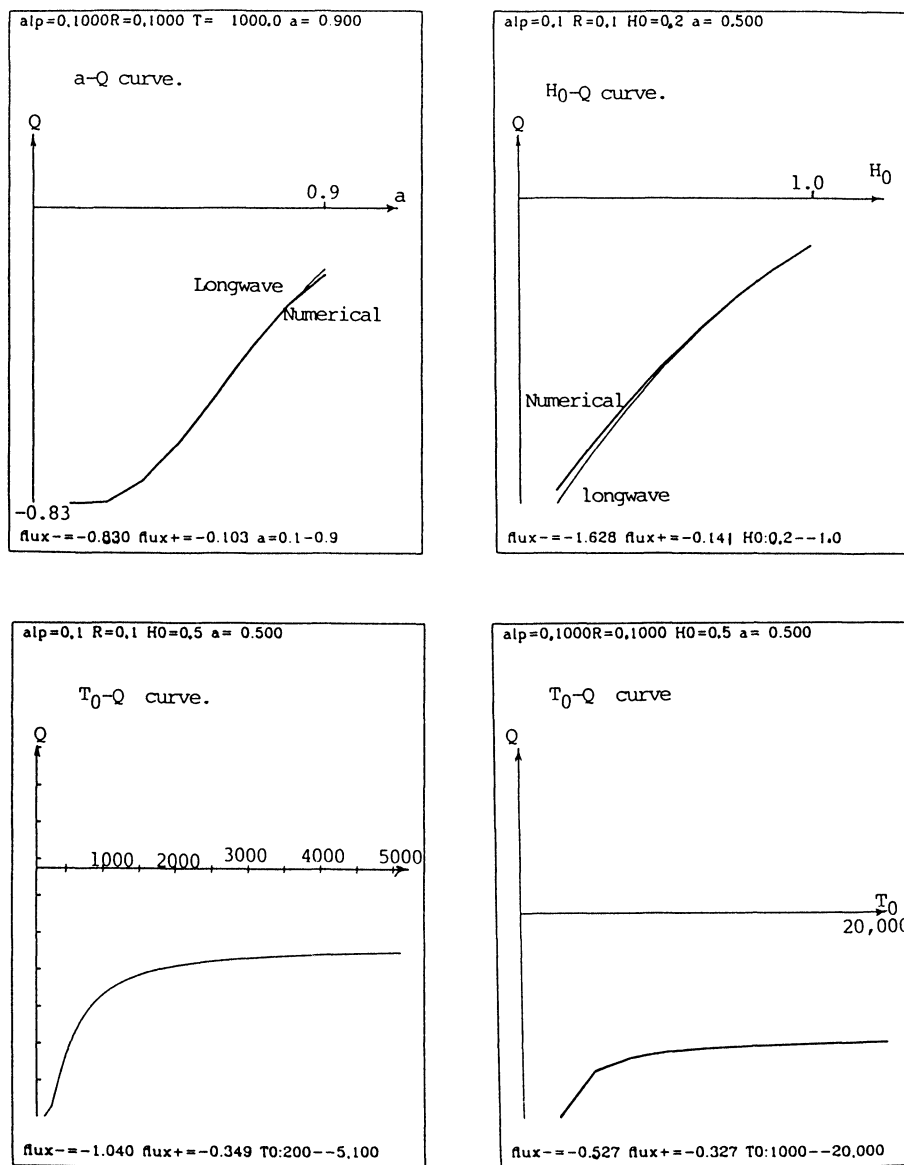 alp=0.1000R=0.1000 T= 1000.0 a= 0.900
a-Q curve.
Q
0.9
a
Longwave
Numerical
-0.83
flux-=-0.830 flux+=-0.103 a=0.1-0.9
alp=0.1 R=0.1 H0=0.2 a= 0.500
H0-Q curve.
Q
1.0
H0
Numerical
longwave
flux-=-1.628 flux+=-0.141 H0:0.2--1.0
alp=0.1 R=0.1 H0=0.5 a= 0.500
T0-Q curve.
Q
1000 2000 3000 4000 5000
flux-=-1.040 flux+=-0.349 T0:200--5,100
alp=0.1000R=0.1000 H0=0.5 a= 0.500
T0-Q curve
Q
T0
20,000
flux-=-0.527 flux+=-0.327 T0:1000--20,000